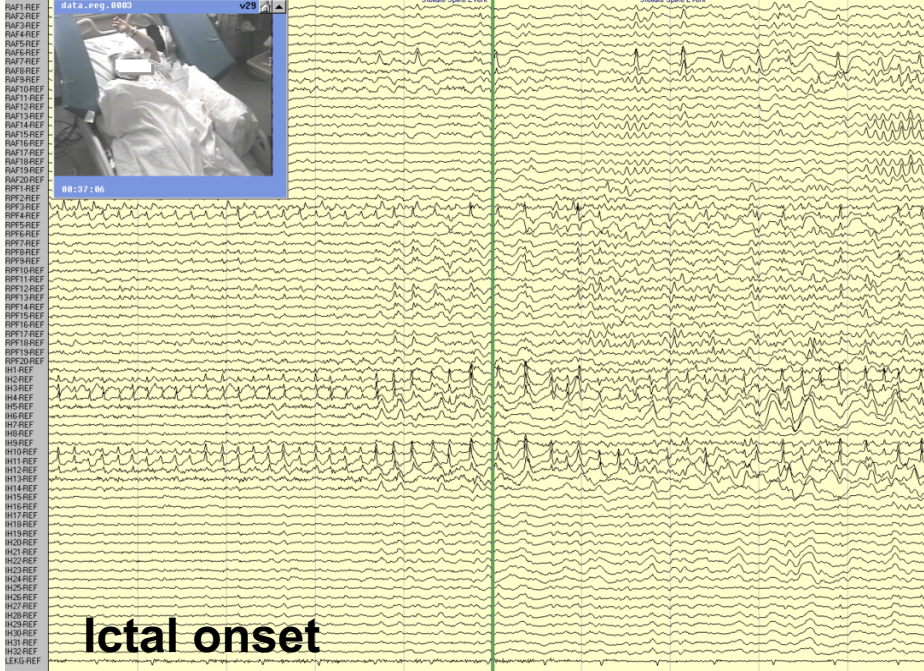 data.eeg.0003 v29
Steadie Spike Event Steadie Spike Event
RAF1-REF
RAF2-REF
RAF3-REF
RAF4-REF
RAF5-REF
RAF6-REF
RAF7-REF
RAF8-REF
RAF9-REF
RAF10-REF
RAF11-REF
RAF12-REF
RAF13-REF
RAF14-REF
RAF15-REF
RAF16-REF
RAF17-REF
RAF18-REF
RAF19-REF
RAF20-REF
00:37:06
RPF1-REF
RPF2-REF
RPF3-REF
RPF4-REF
RPF5-REF
RPF6-REF
RPF7-REF
RPF8-REF
RPF9-REF
RPF10-REF
RPF11-REF
RPF12-REF
RPF13-REF
RPF14-REF
RPF15-REF
RPF16-REF
RPF17-REF
RPF18-REF
RPF19-REF
RPF20-REF
IH1-REF
IH2-REF
IH3-REF
IH4-REF
IH5-REF
IH6-REF
IH7-REF
IH8-REF
IH9-REF
IH10-REF
IH11-REF
IH12-REF
IH13-REF
IH14-REF
IH15-REF
IH16-REF
IH17-REF
IH18-REF
IH19-REF
IH20-REF
IH21-REF
IH22-REF
IH23-REF
IH24-REF
IH25-REF
IH26-REF
IH27-REF
IH28-REF
IH29-REF
IH30-REF
IH31-REF
IH32-REF
LEKG-REF
Ictal onset